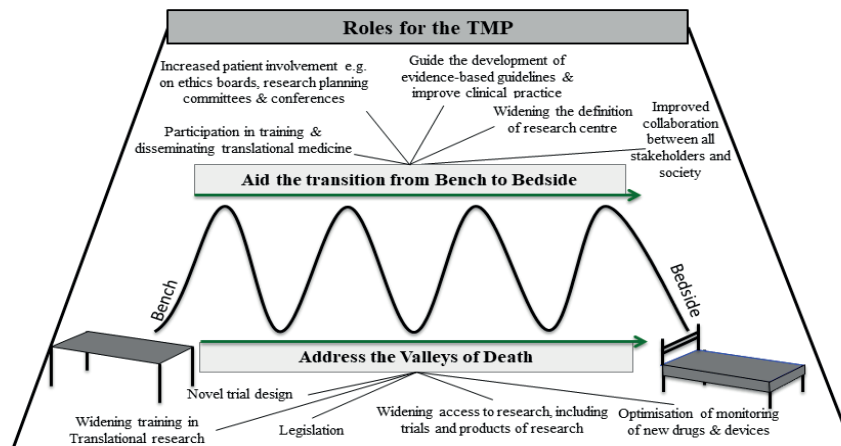 Roles for the TMP
Increased patient involvement e.g.
on ethics boards, research planning
committees & conferences
Guide the development of
evidence-based guidelines &
improve clinical practice
Widening the definition
of research centre
Improved
collaboration
between all
stakeholders and
society
Participation in training &
disseminating translational medicine
Aid the transition from Bench to Bedside
Bench
Bedside
Address the Valleys of Death
Novel trial design
Widening training in
Translational research
Legislation
Widening access to research, including
trials and products of research
Optimisation of monitoring
of new drugs & devices